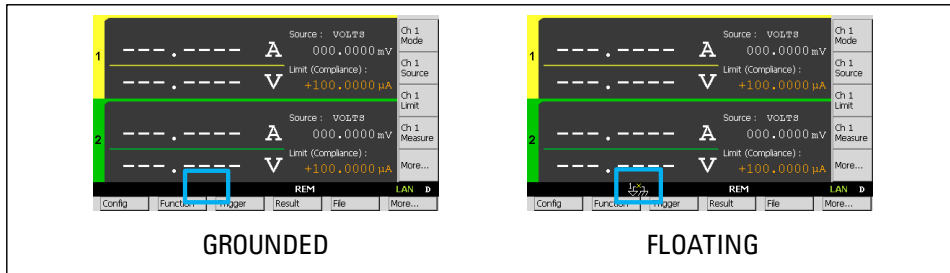 1
---.----  A
Source :  VOLTS
000.0000 mV
---.----  V
Limit (Compliance) :
+100.0000 µA
2
---.----  A
Source :  VOLTS
000.0000 mV
---.----  V
Limit (Compliance) :
+100.0000 µA
Ch 1
Mode
Ch 1
Source
Ch 1
Limit
Ch 1
Measure
More...
REM LAN D
Config Function Trigger Result File More...
GROUNDED
1
---.----  A
Source :  VOLTS
000.0000 mV
---.----  V
Limit (Compliance) :
+100.0000 µA
2
---.----  A
Source :  VOLTS
000.0000 mV
---.----  V
Limit (Compliance) :
+100.0000 µA
Ch 1
Mode
Ch 1
Source
Ch 1
Limit
Ch 1
Measure
More...
1 REM LAN D
Config Function Trigger Result File More...
FLOATING